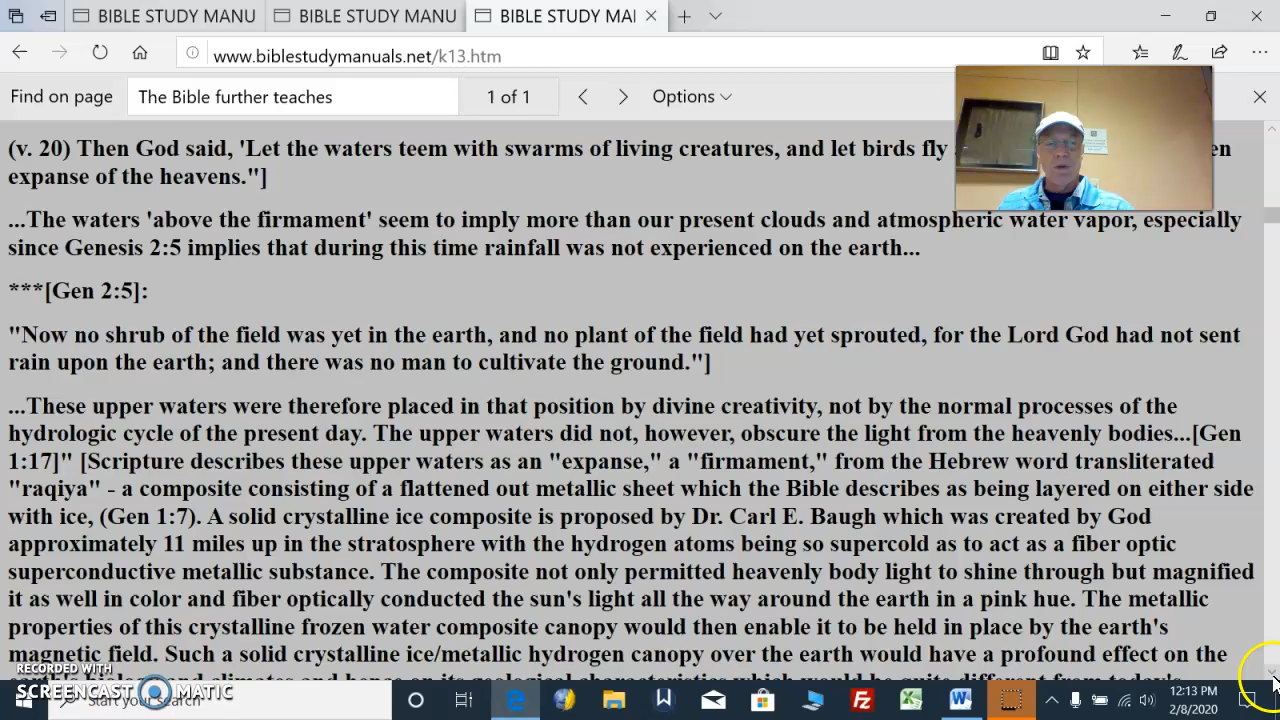 BIBLE STUDY MANU
BIBLE STUDY MANU
BIBLE STUDY MAI
www.biblestudymanuals.net/k13.htm
Find on page
The Bible further teaches
1 of 1
Options
(v. 20) Then God said, 'Let the waters teem with swarms of living creatures, and let birds fly en
expanse of the heavens."]
...The waters 'above the firmament' seem to imply more than our present clouds and atmospheric water vapor, especially
since Genesis 2:5 implies that during this time rainfall was not experienced on the earth...
***[Gen 2:5]:
"Now no shrub of the field was yet in the earth, and no plant of the field had yet sprouted, for the Lord God had not sent
rain upon the earth; and there was no man to cultivate the ground."]
...These upper waters were therefore placed in that position by divine creativity, not by the normal processes of the
hydrologic cycle of the present day. The upper waters did not, however, obscure the light from the heavenly bodies...[Gen
1:17]" [Scripture describes these upper waters as an "expanse," a "firmament," from the Hebrew word transliterated
"raqiya" - a composite consisting of a flattened out metallic sheet which the Bible describes as being layered on either side
with ice, (Gen 1:7). A solid crystalline ice composite is proposed by Dr. Carl E. Baugh which was created by God
approximately 11 miles up in the stratosphere with the hydrogen atoms being so supercold as to act as a fiber optic
superconductive metallic substance. The composite not only permitted heavenly body light to shine through but magnified
it as well in color and fiber optically conducted the sun's light all the way around the earth in a pink hue. The metallic
properties of this crystalline frozen water composite canopy would then enable it to be held in place by the earth's
magnetic field. Such a solid crystalline ice/metallic hydrogen canopy over the earth would have a profound effect on the
RECORDED WITH
SCREENCAST MATIC
12:13 PM
2/8/2020